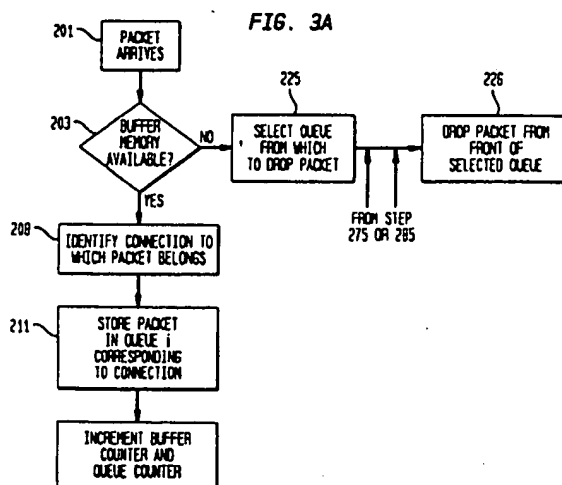 FIG. 3A
201
PACKET
ARRIVES
203
BUFFER
MEMORY
AVAILABLE?
NO
YES
225
SELECT QUEUE
FROM WHICH
TO DROP PACKET
226
DROP PACKET FROM
FRONT OF
SELECTED QUEUE
FROM STEP
275 OR 285
208
IDENTIFY CONNECTION TO
WHICH PACKET BELONGS
211
STORE PACKET
IN QUEUE i
CORRESPONDING
TO CONNECTION
INCREMENT BUFFER
COUNTER AND
QUEUE COUNTER